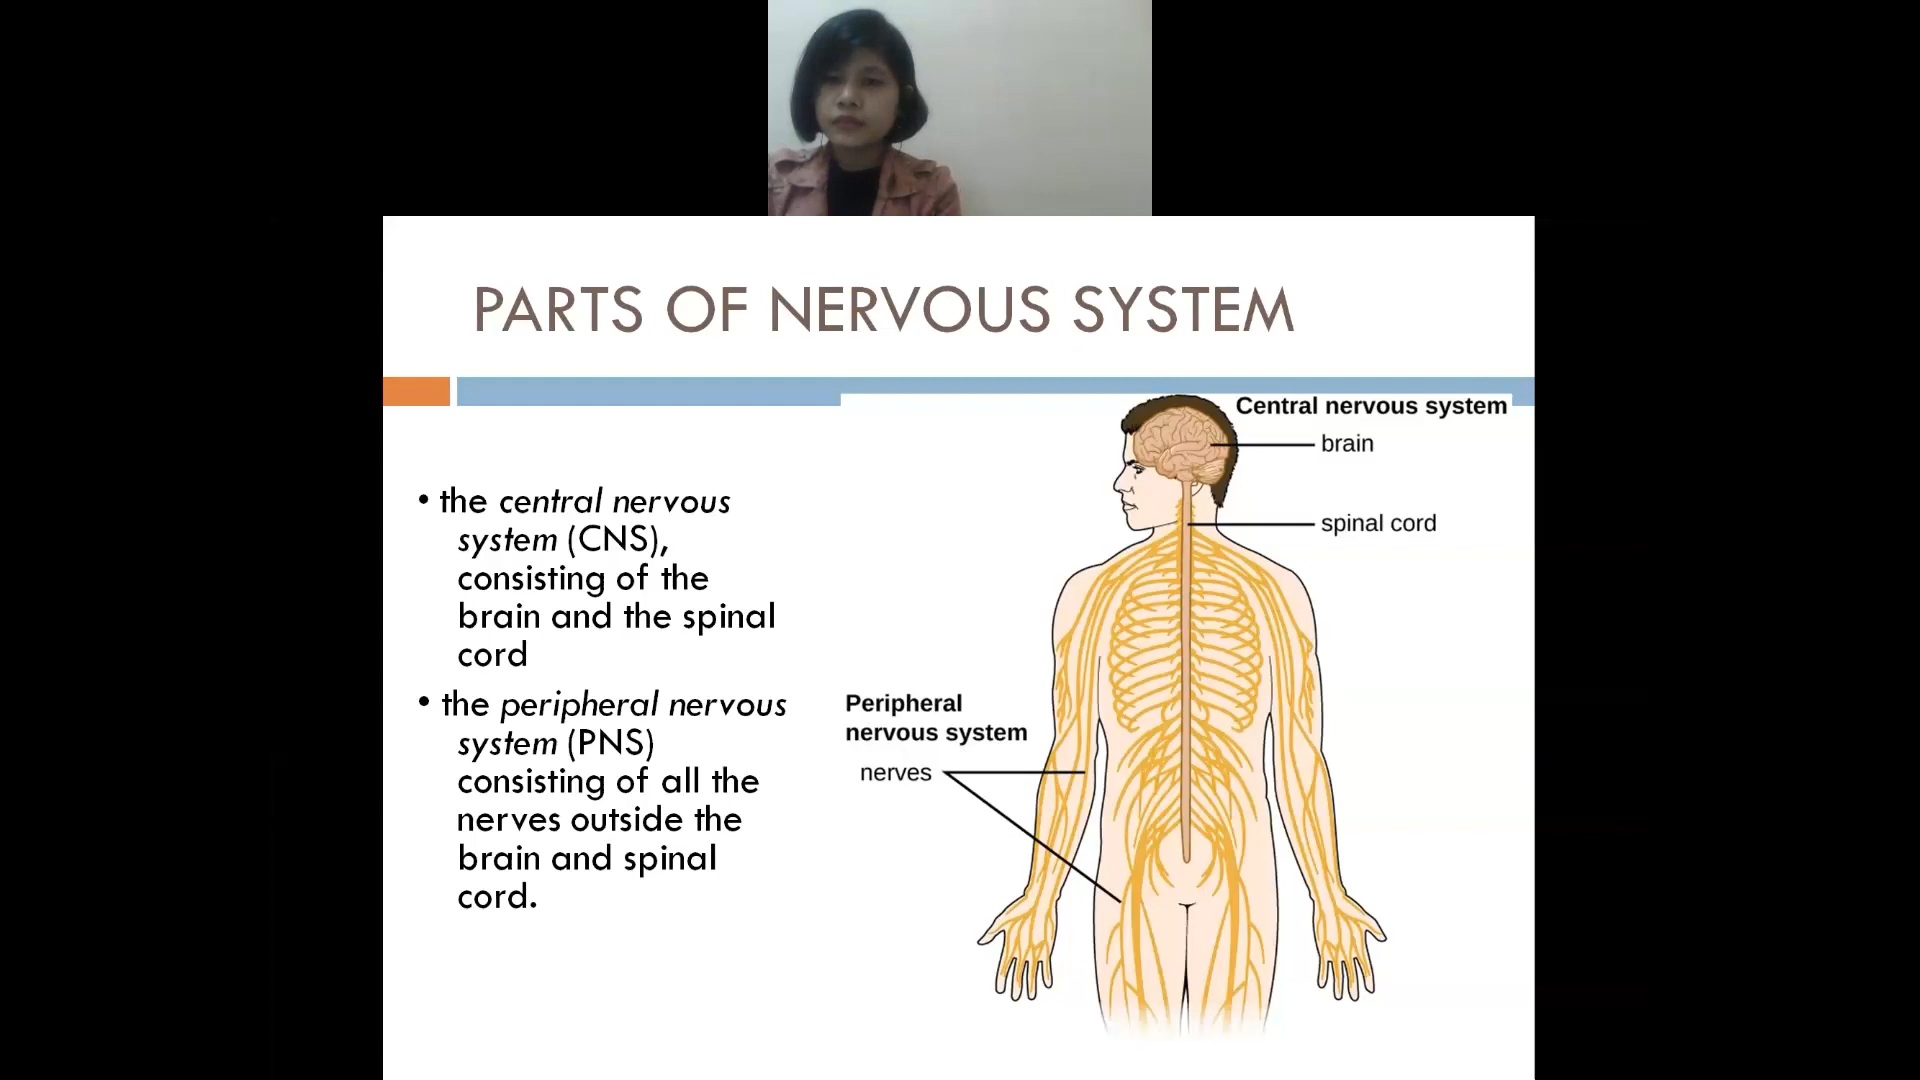 PARTS OF NERVOUS SYSTEM
• the central nervous
system (CNS),
consisting of the
brain and the spinal
cord
• the peripheral nervous
system (PNS)
consisting of all the
nerves outside the
brain and spinal
cord.
Central nervous system
brain
spinal cord
Peripheral
nervous system
nerves